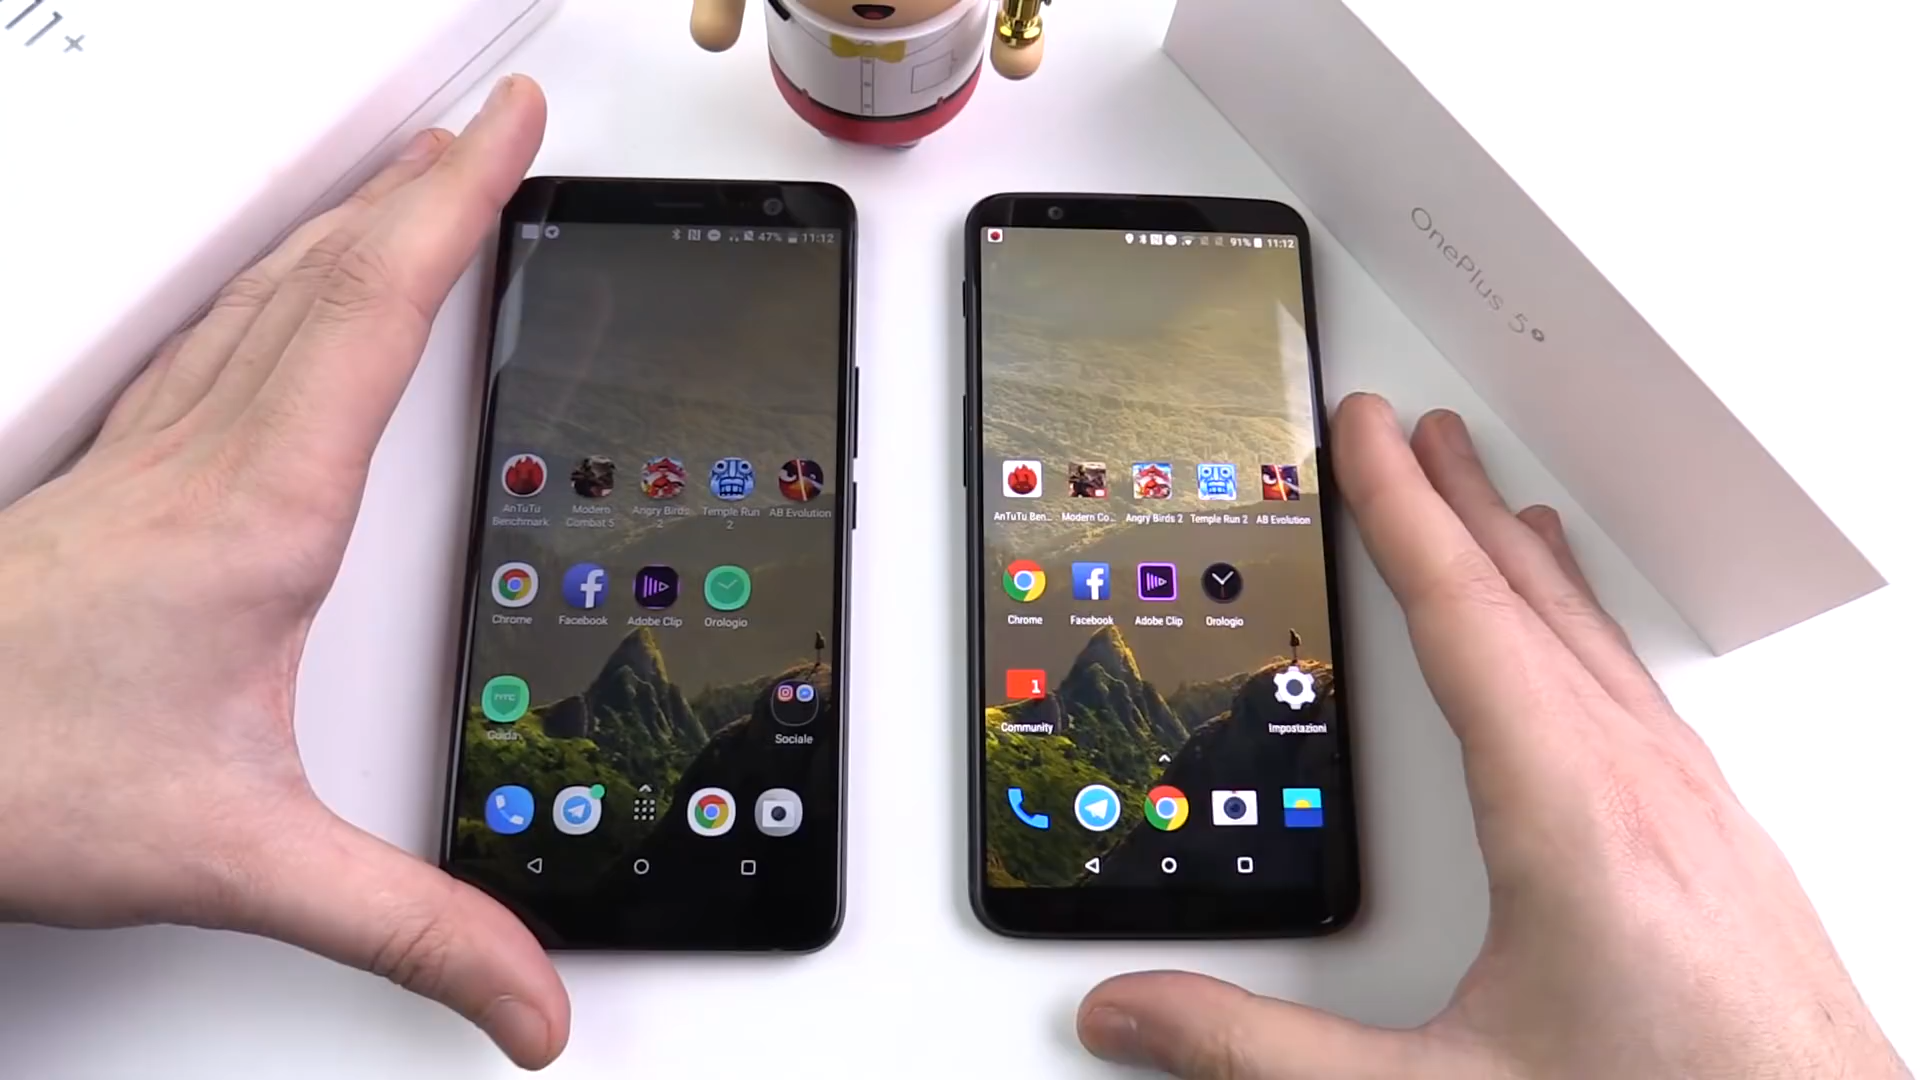 11+
OnePlus 5
47% 11:12
AnTuTu
Benchmark
Modern
Combat 5
Angry Birds
2
Temple Run
2
AB Evolution
Chrome
Facebook
Adobe Clip
Orologio
hTC
Guida
Sociale
91% 11:12
AnTuTu Ben...
Modern Co...
Angry Birds 2
Temple Run 2
AB Evolution
Chrome
Facebook
Adobe Clip
Orologio
1
Community
Impostazioni